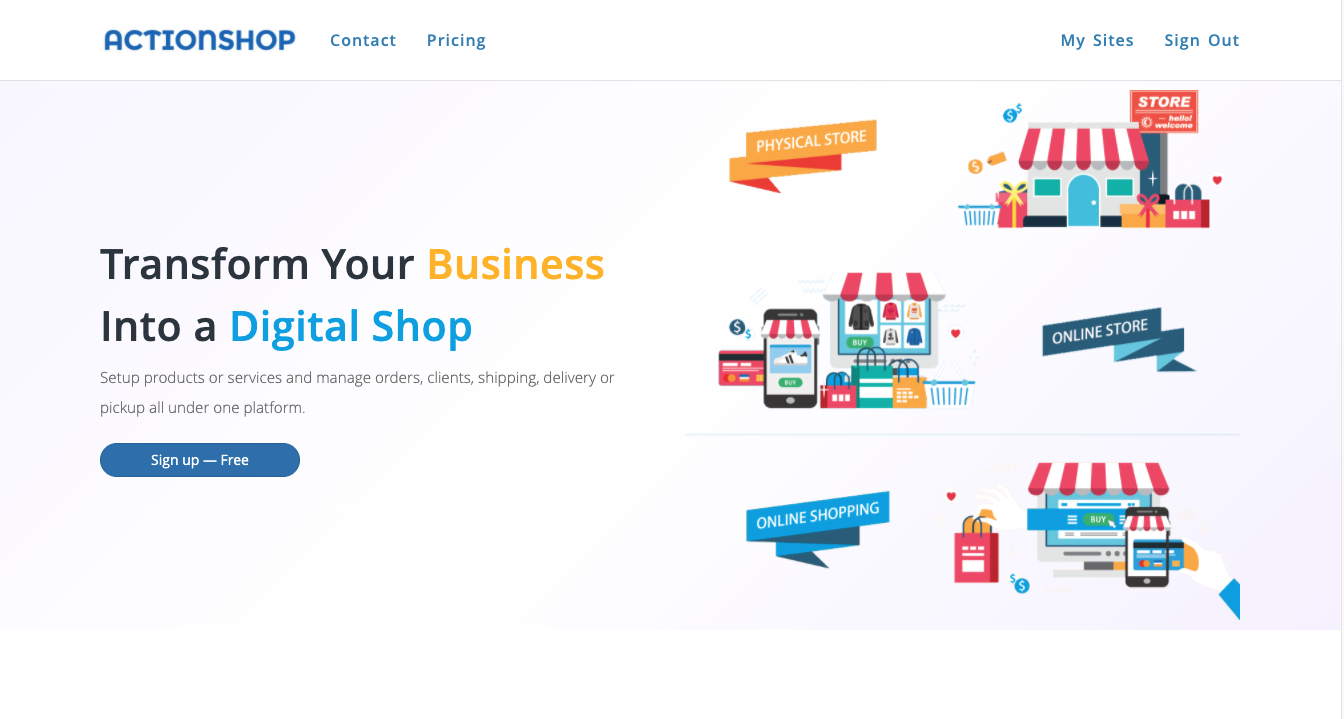 ACTIONSHOP
Contact
Pricing
My Sites
Sign Out
Transform Your Business
Into a Digital Shop
Setup products or services and manage orders, clients, shipping, delivery or
pickup all under one platform.
Sign up — Free
PHYSICAL STORE
STORE
— hello!
welcome
$
$
$
BUY
BUY
$
$
ONLINE STORE
ONLINE SHOPPING
BUY
$
$